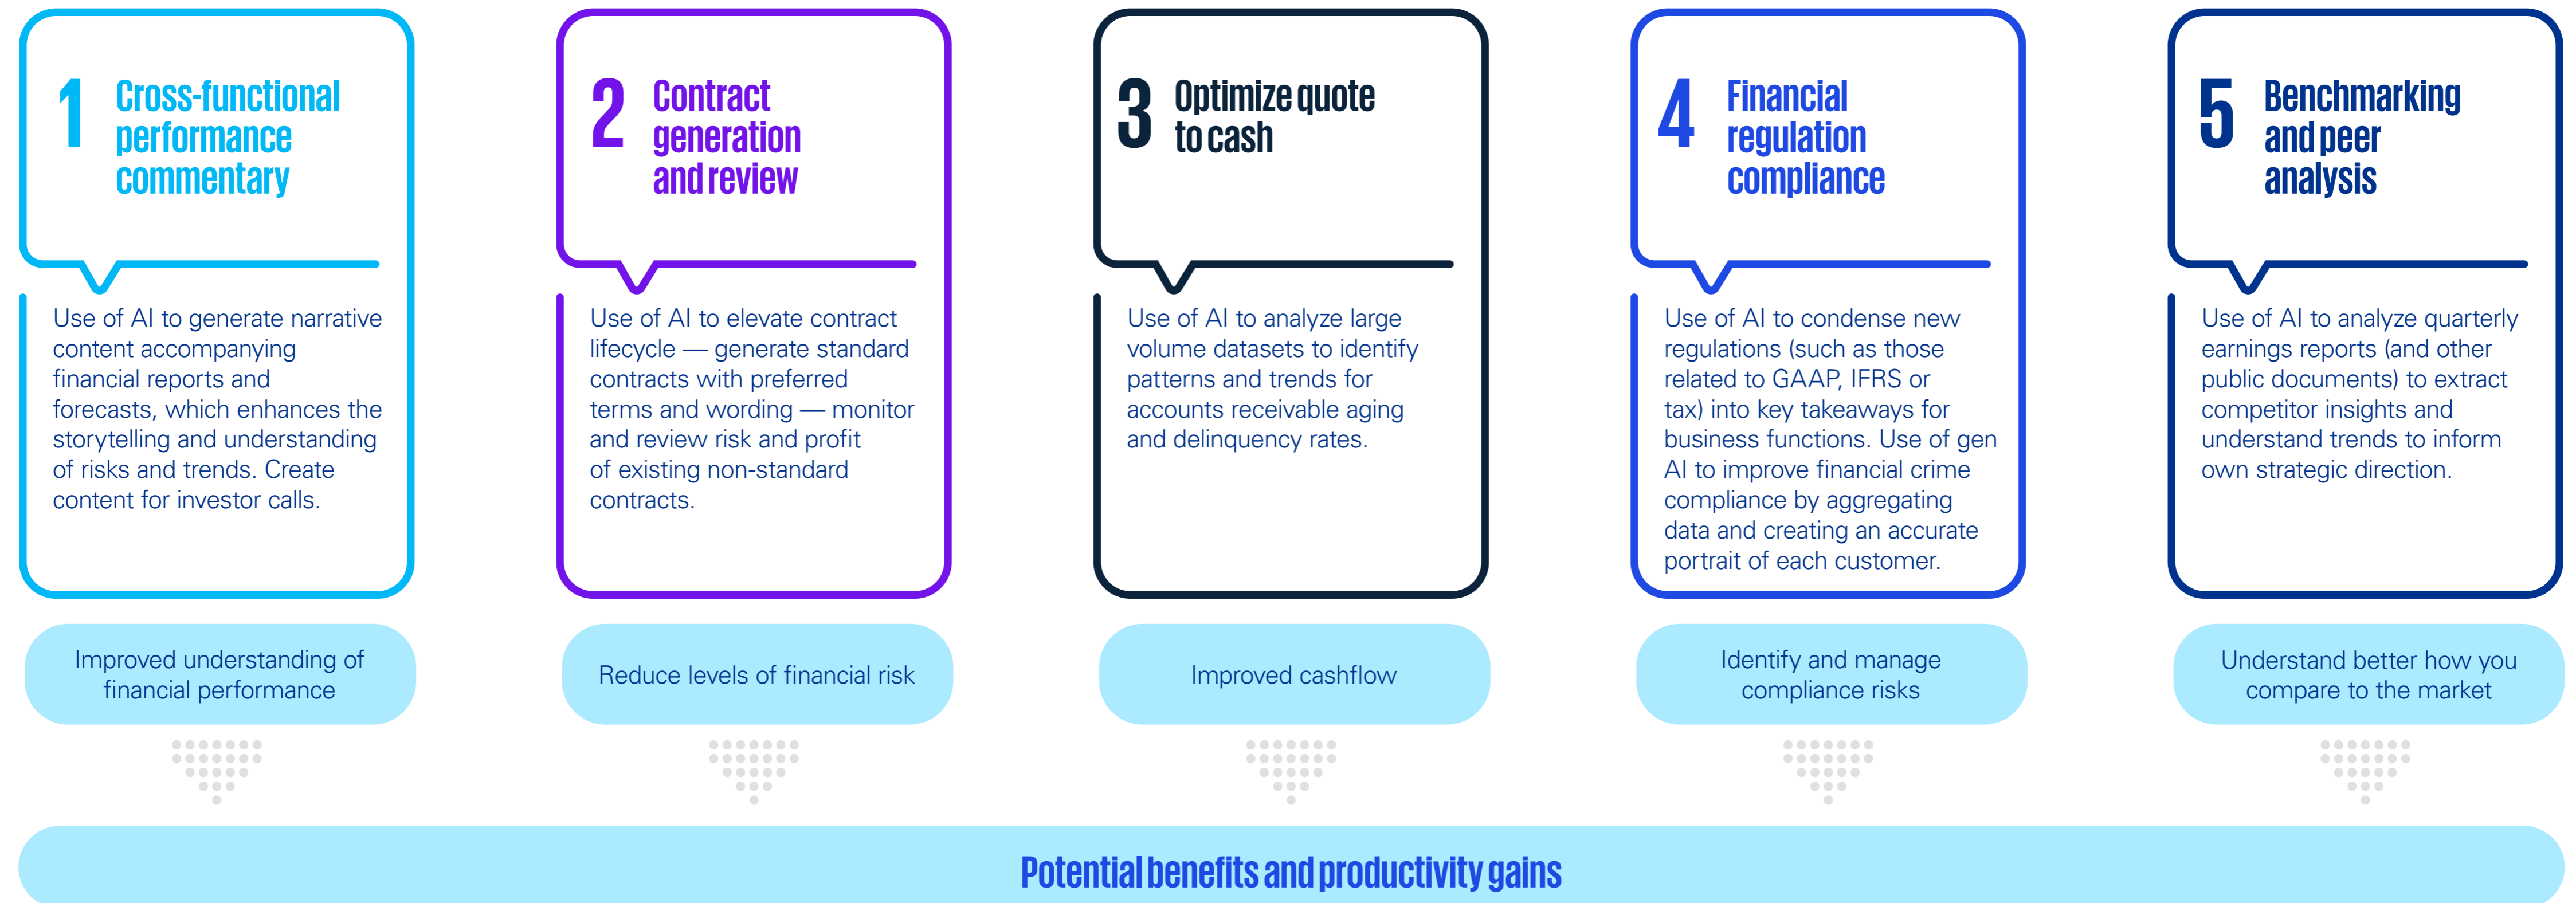 1
Cross-functional
performance
commentary
Use of AI to generate narrative
content accompanying
financial reports and
forecasts, which enhances the
storytelling and understanding
of risks and trends. Create
content for investor calls.
Improved understanding of
financial performance
2
Contract
generation
and review
Use of AI to elevate contract
lifecycle — generate standard
contracts with preferred
terms and wording — monitor
and review risk and profit
of existing non-standard
contracts.
Reduce levels of financial risk
3
Optimize quote
to cash
Use of AI to analyze large
volume datasets to identify
patterns and trends for
accounts receivable aging
and delinquency rates.
Improved cashflow
4
Financial
regulation
compliance
Use of AI to condense new
regulations (such as those
related to GAAP, IFRS or
tax) into key takeaways for
business functions. Use of gen
AI to improve financial crime
compliance by aggregating
data and creating an accurate
portrait of each customer.
Identify and manage
compliance risks
5
Benchmarking
and peer
analysis
Use of AI to analyze quarterly
earnings reports (and other
public documents) to extract
competitor insights and
understand trends to inform
own strategic direction.
Understand better how you
compare to the market
Potential benefits and productivity gains